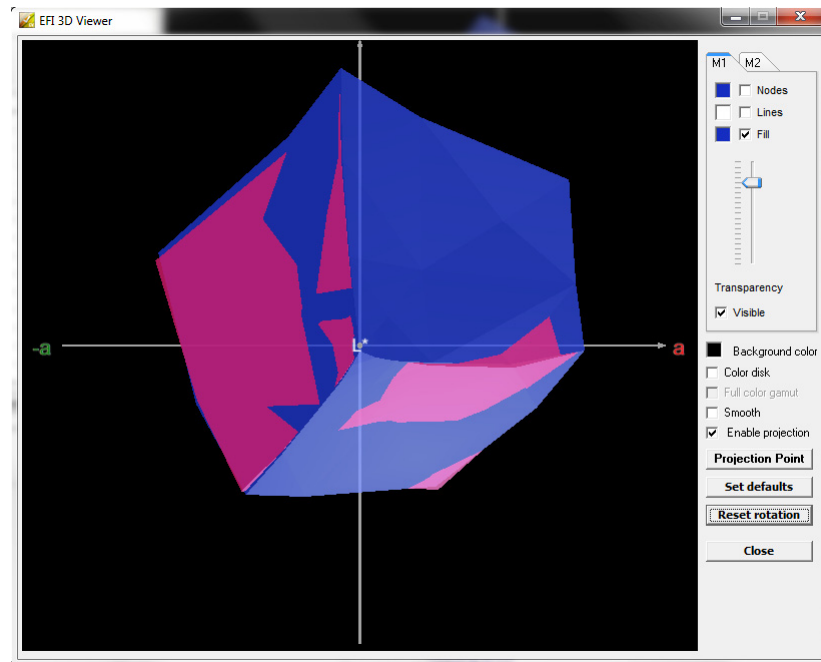 EFI 3D Viewer
M1 M2
Nodes
Lines
Fill
Transparency
Visible
L*
-a
a
Background color
Color disk
Full color gamut
Smooth
Enable projection
Projection Point
Set defaults
Reset rotation
Close